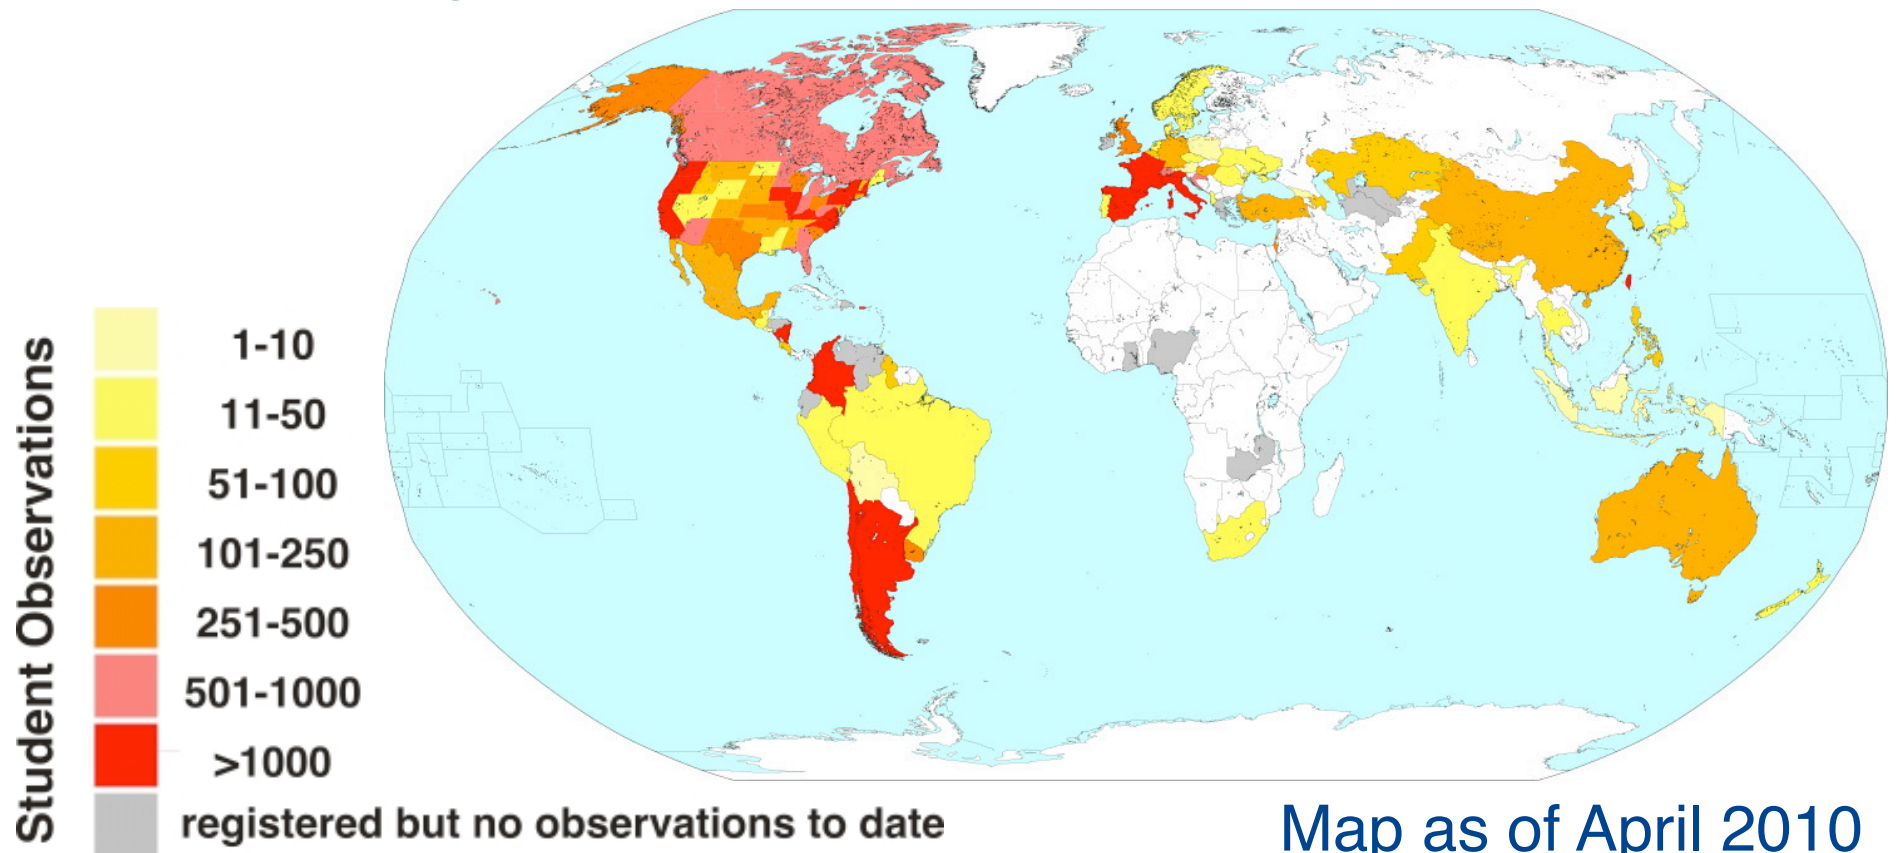 Student Observations
1-10
11-50
51-100
101-250
251-500
501-1000
>1000
registered but no observations to date
Map as of April 2010